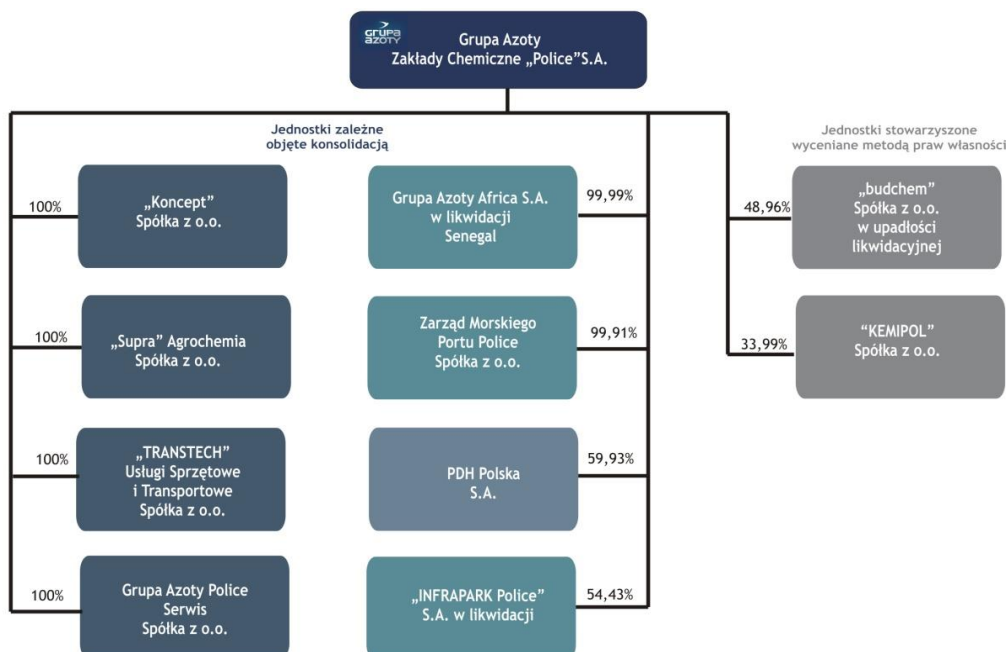 GRUPA
AZOTY
Grupa Azoty
Zakłady Chemiczne „Police”S.A.
Jednostki zależne
objęte konsolidacją
Jednostki stowarzyszone
wyceniane metodą praw własności
100%
„Koncept”
Spółka z o.o.
Grupa Azoty Africa S.A.
w likwidacji
Senegal
99,99%
48,96%
„budchem”
Spółka z o.o.
w upadłości
likwidacyjnej
100%
„Supra” Agrochemia
Spółka z o.o.
Zarząd Morskiego
Portu Police
Spółka z o.o.
99,91%
33,99%
“KEMIPOL”
Spółka z o.o.
100%
„TRANSTECH”
Usługi Sprzętowe
i Transportowe
Spółka z o.o.
PDH Polska
S.A.
59,93%
100%
Grupa Azoty Police
Serwis
Spółka z o.o.
„INFRAPARK Police”
S.A. w likwidacji
54,43%